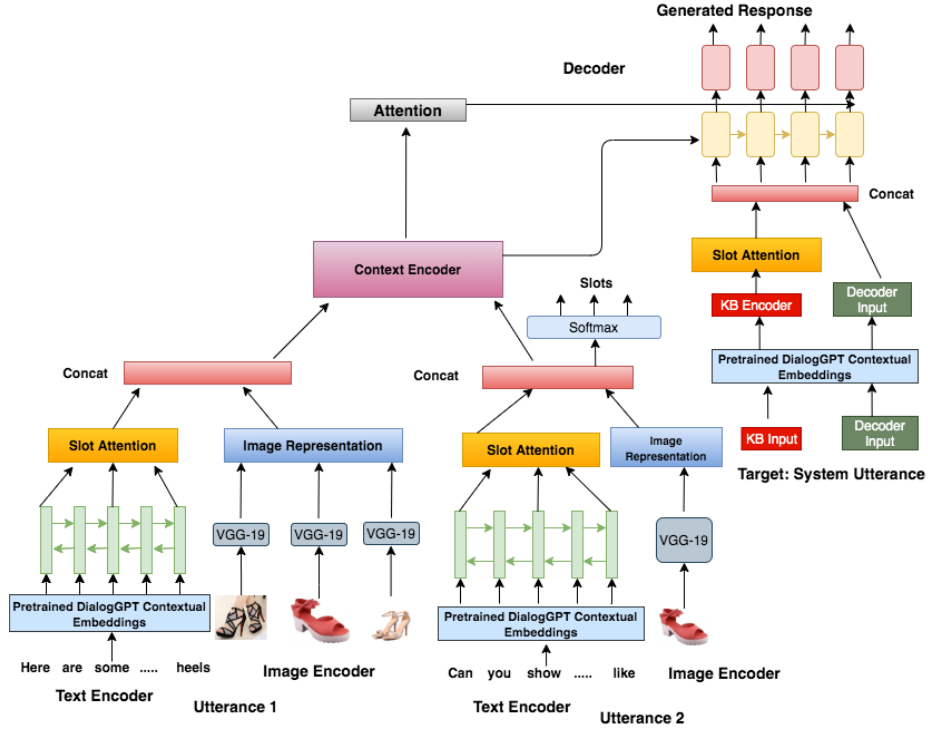 Generated Response
Decoder
Attention
Concat
Slot Attention
Context Encoder
Slots
KB Encoder
Decoder
Input
Softmax
Pretrained DialogGPT Contextual
Embeddings
Concat
Concat
KB Input
Decoder
Input
Slot Attention
Image Representation
Slot Attention
Image
Representation
Target: System Utterance
VGG-19
VGG-19
VGG-19
VGG-19
Pretrained DialogGPT Contextual
Embeddings
Pretrained DialogGPT Contextual
Embeddings
Here are some ..... heels
Image Encoder
Can you show ..... like
Image Encoder
Text Encoder
Utterance 1
Text Encoder
Utterance 2